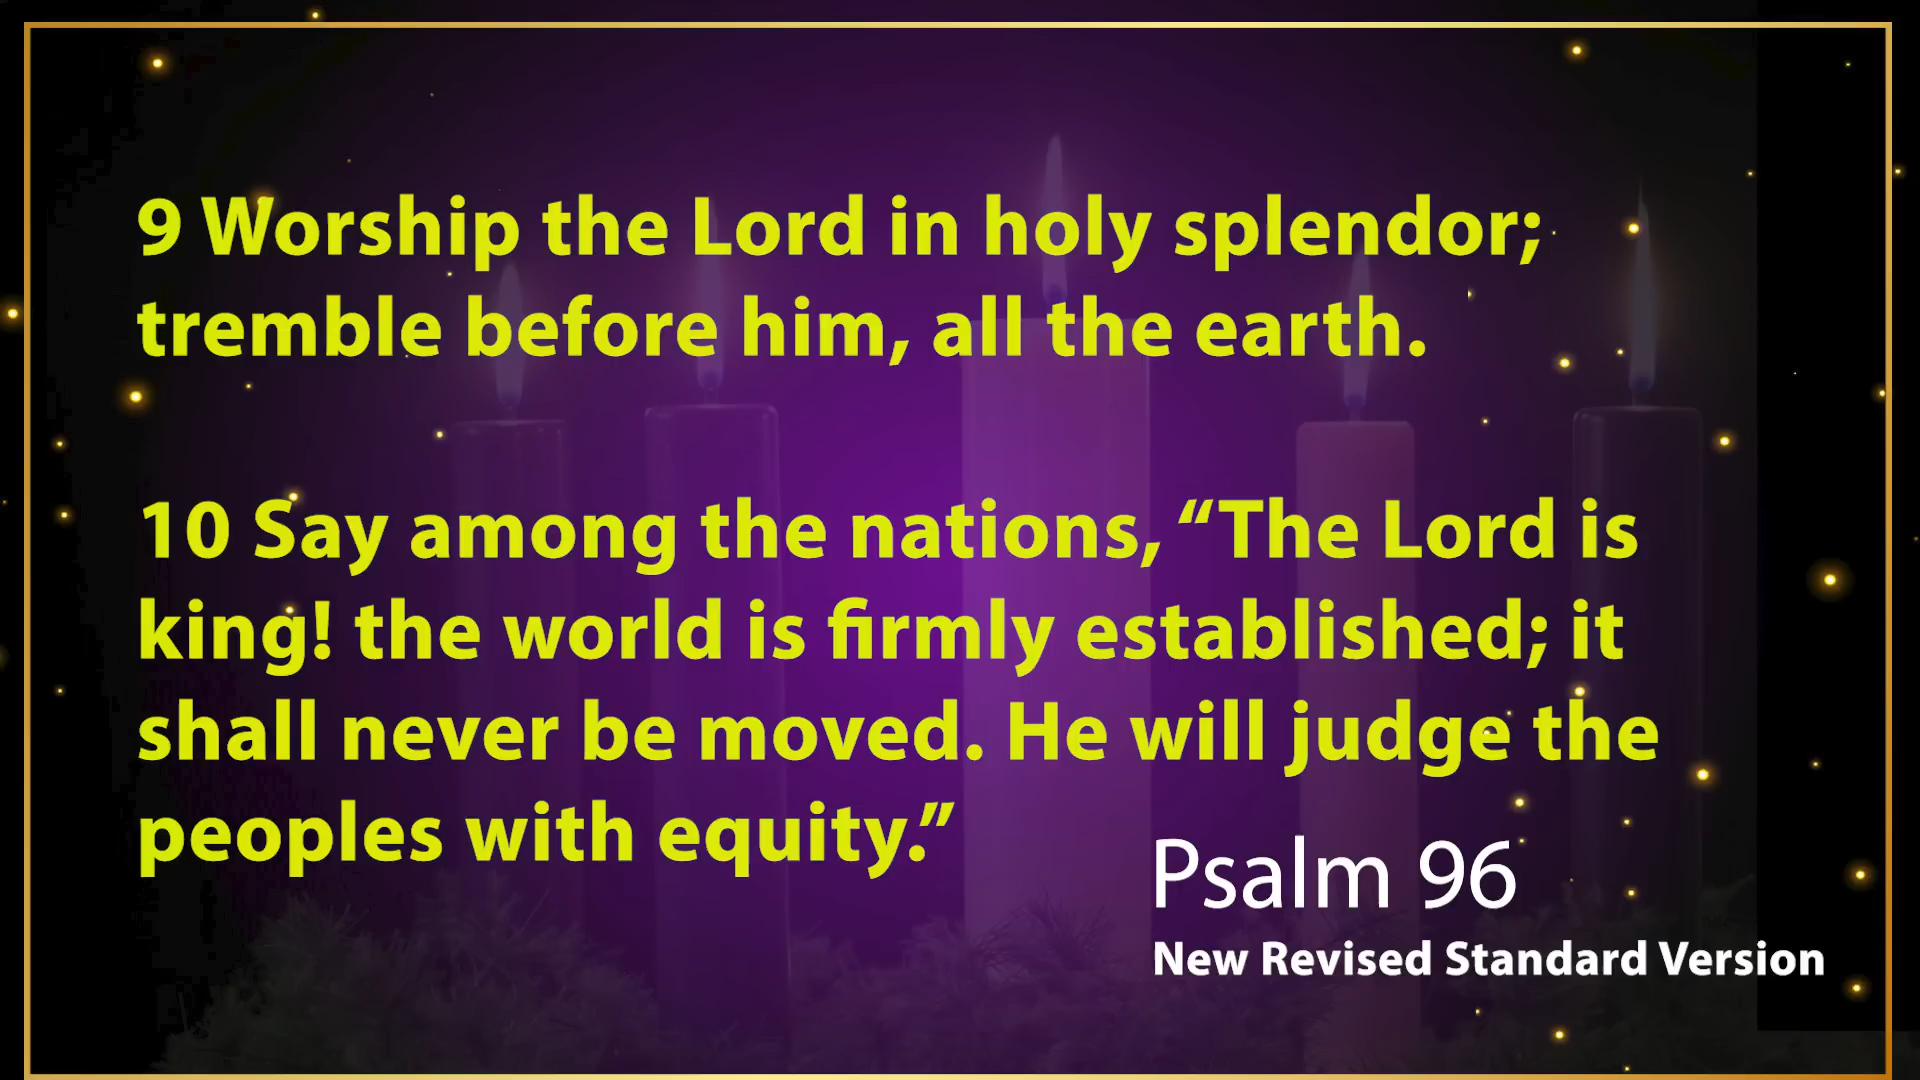 9 Worship the Lord in holy splendor;
tremble before him, all the earth.
10 Say among the nations, “The Lord is
king! the world is firmly established; it
shall never be moved. He will judge the
peoples with equity.”
Psalm 96
New Revised Standard Version